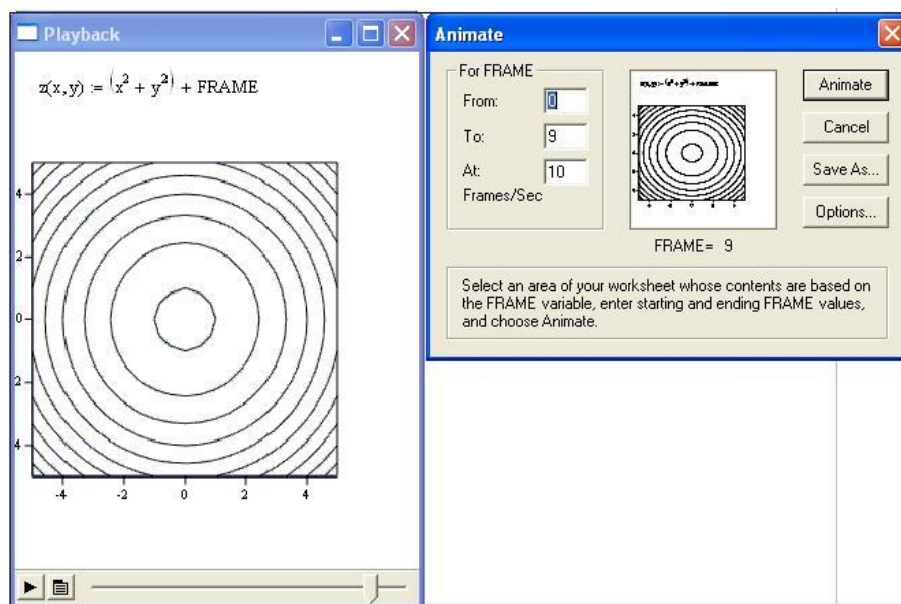 Playback
z(x,y) := (x² + y²) + FRAME
4
2
0
2
4
-4 -2 0 2 4
Animate
For FRAME
From: 0
To: 9
At: 10
Frames/Sec
FRAME= 9
Animate
Cancel
Save As...
Options...
Select an area of your worksheet whose contents are based on
the FRAME variable, enter starting and ending FRAME values,
and choose Animate.